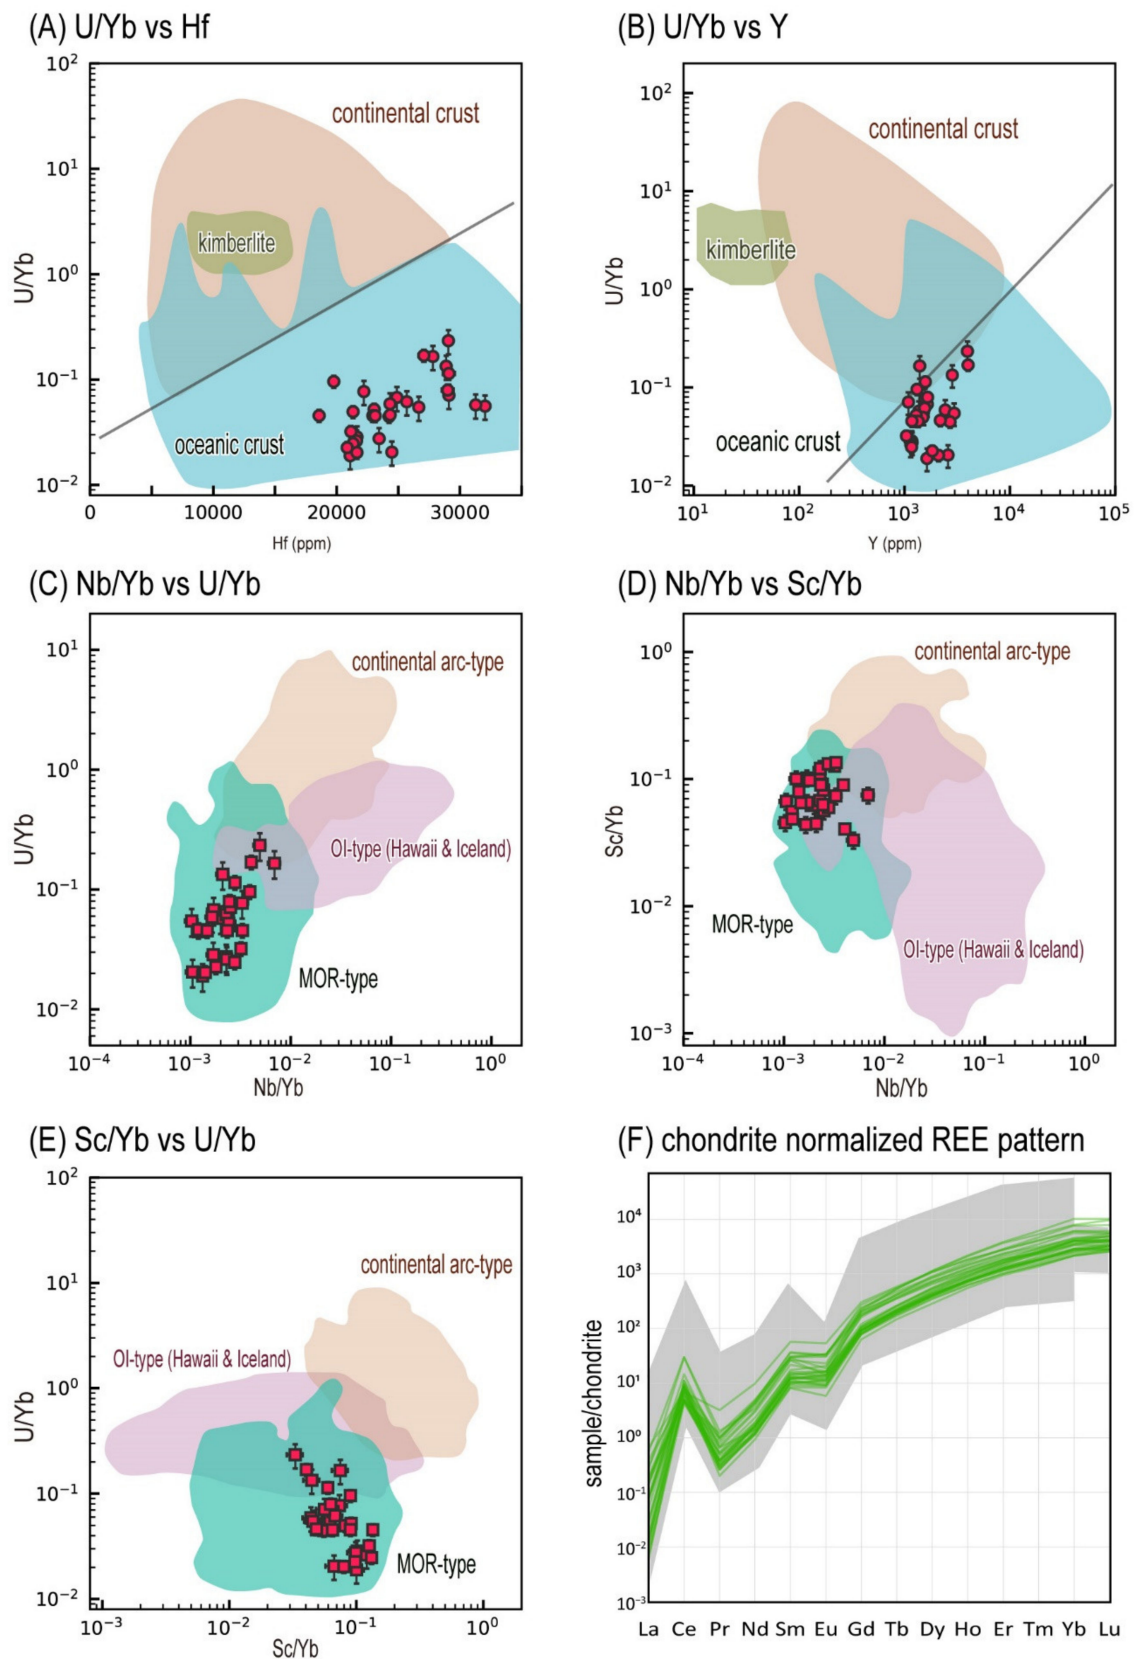 (A) U/Yb vs Hf
10²
10¹
10⁰
10⁻¹
10⁻²
U/Yb
continental crust
kimberlite
oceanic crust
0
10000
20000
30000
Hf (ppm)
(B) U/Yb vs Y
10²
10¹
10⁰
10⁻¹
10⁻²
U/Yb
continental crust
kimberlite
oceanic crust
10¹
10²
10³
10⁴
10⁵
Y (ppm)
(C) Nb/Yb vs U/Yb
10¹
10⁰
10⁻¹
10⁻²
U/Yb
continental arc-type
OI-type (Hawaii & Iceland)
MOR-type
10⁻⁴
10⁻³
10⁻²
10⁻¹
10⁰
Nb/Yb
(D) Nb/Yb vs Sc/Yb
10⁰
10⁻¹
10⁻²
10⁻³
Sc/Yb
continental arc-type
MOR-type
OI-type (Hawaii & Iceland)
10⁻⁴
10⁻³
10⁻²
10⁻¹
10⁰
Nb/Yb
(E) Sc/Yb vs U/Yb
10²
10¹
10⁰
10⁻¹
10⁻²
U/Yb
continental arc-type
OI-type (Hawaii & Iceland)
MOR-type
10⁻³
10⁻²
10⁻¹
10⁰
Sc/Yb
(F) chondrite normalized REE pattern
10⁴
10³
10²
10¹
10⁰
10⁻¹
10⁻²
10⁻³
sample/chondrite
La Ce Pr Nd Sm Eu Gd Tb Dy Ho Er Tm Yb Lu